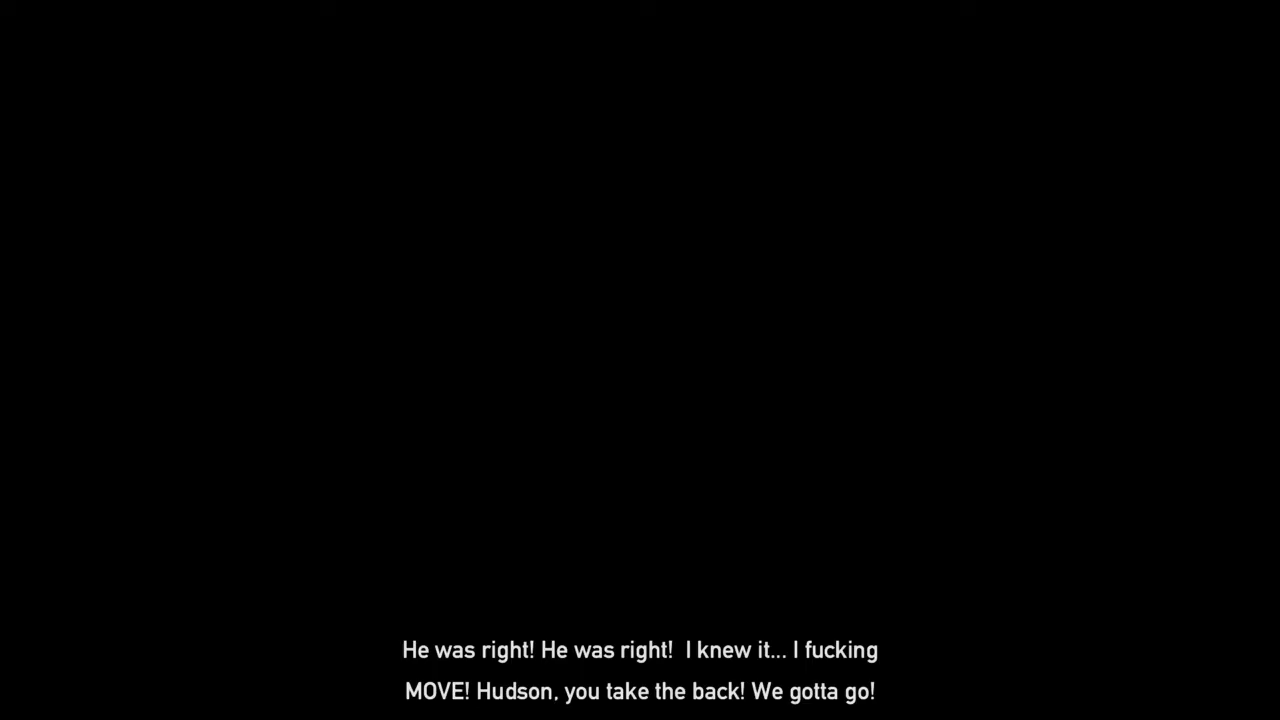 He was right! He was right!  I knew it... I fucking
MOVE! Hudson, you take the back! We gotta go!